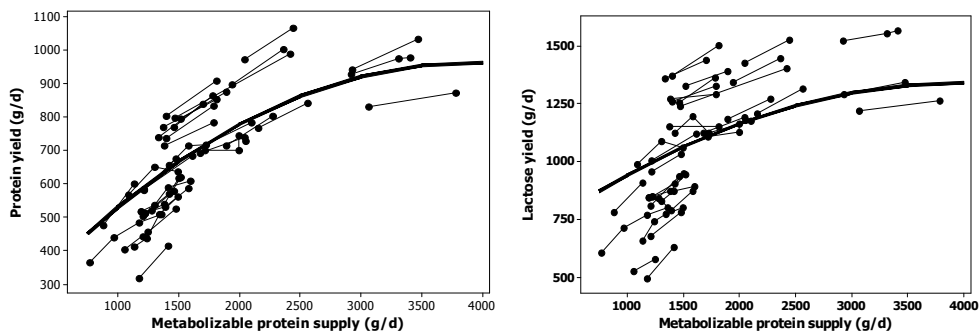 1100
1000
900
800
700
600
500
400
300
Protein yield (g/d)
1000 1500 2000 2500 3000 3500 4000
Metabolizable protein supply (g/d)
1500
1250
1000
750
500
Lactose yield (g/d)
1000 1500 2000 2500 3000 3500 4000
Metabolizable protein supply (g/d)